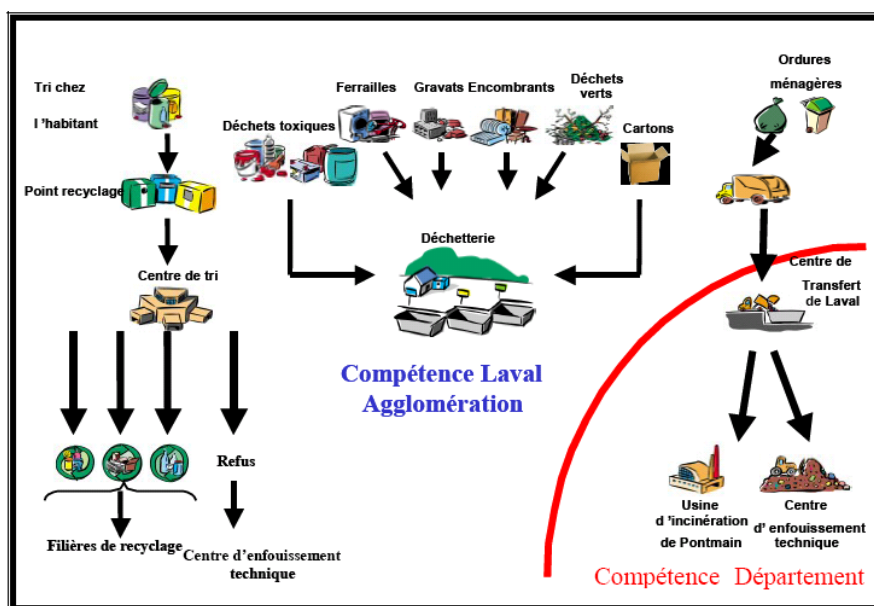 Tri chez
l 'habitant
Point recyclage
Centre de tri
Refus
Filières de recyclage
Centre d'enfouissement
technique
Déchets toxiques
Ferrailles
Gravats
Encombrants
Déchets
verts
Cartons
Déchetterie
Compétence Laval
Agglomération
Ordures
ménagères
Centre de
Transfert
de Laval
Usine
d 'incinération
de Pontmain
Centre
d' enfouissement
technique
Compétence Département